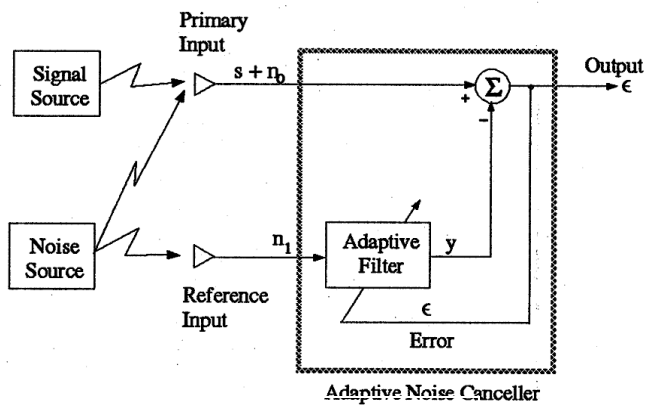 Primary
Input
Signal
Source
s + n₀
+
Σ
−
Output
ϵ
Noise
Source
n₁
Adaptive
Filter
y
Reference
Input
ϵ
Error
Adaptive Noise Canceller